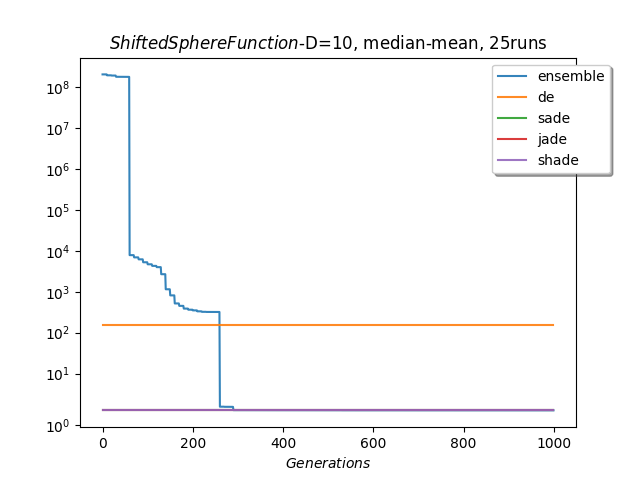 ShiftedSphereFunction-D=10, median-mean, 25runs
ensemble
de
sade
jade
shade
10^8
10^7
10^6
10^5
10^4
10^3
10^2
10^1
10^0
0 200 400 600 800 1000
Generations